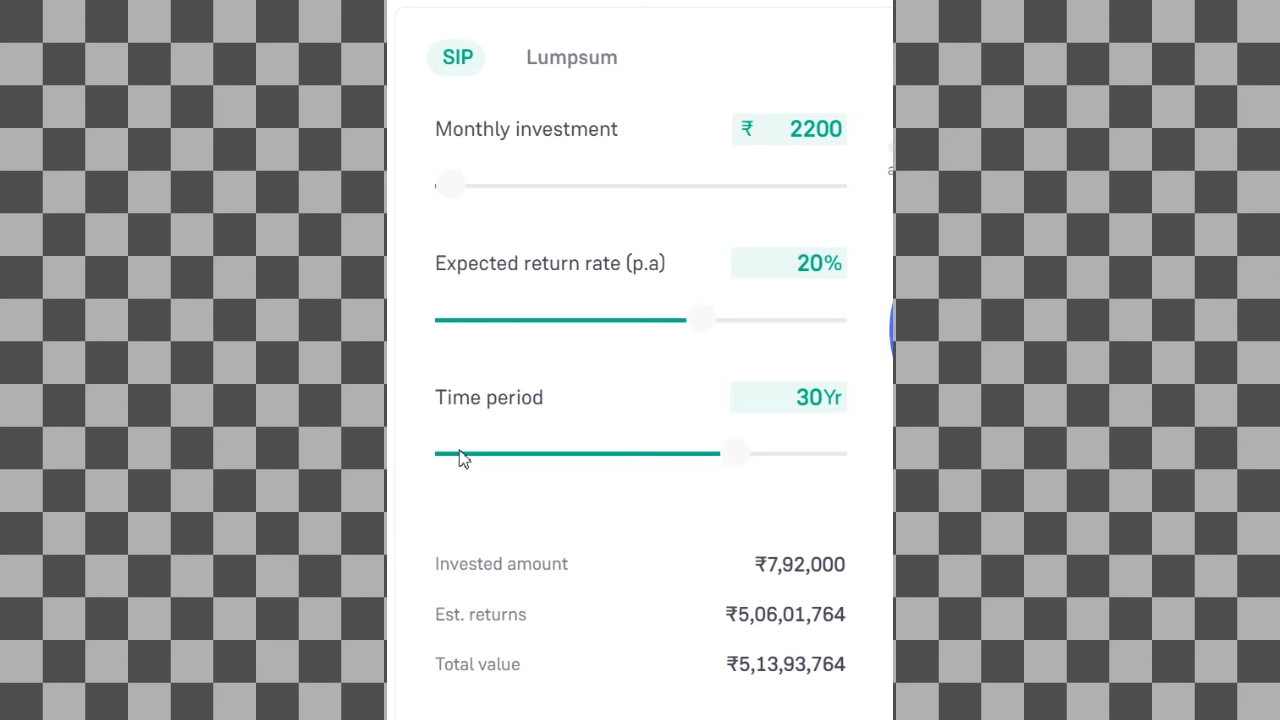 SIP Lumpsum
Monthly investment ₹ 2200
Expected return rate (p.a) 20%
Time period 30Yr
Invested amount ₹7,92,000
Est. returns ₹5,06,01,764
Total value ₹5,13,93,764